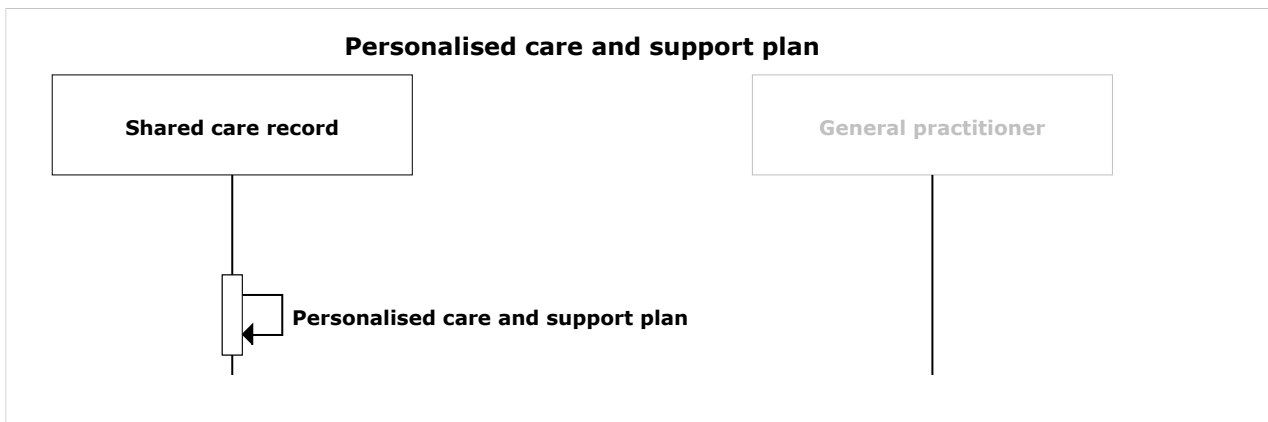 Personalised care and support plan
Shared care record
General practitioner
Personalised care and support plan